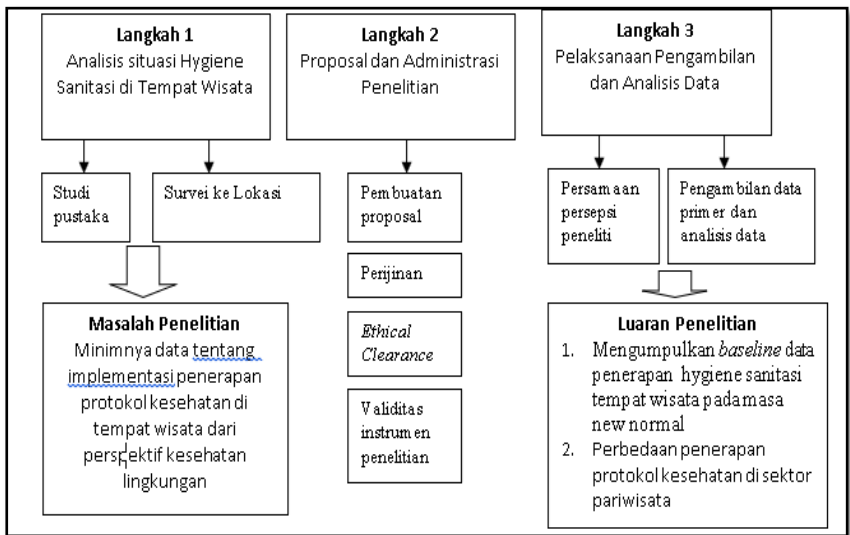 Langkah 1
Analisis situasi Hygiene
Sanitasi di Tempat Wisata
Studi
pustaka
Survei ke Lokasi
Masalah Penelitian
Minimnya data tentang
implementasi penerapan
protokol kesehatan di
tempat wisata dari
perspektif kesehatan
lingkungan
Langkah 2
Proposal dan Administrasi
Penelitian
Pembuatan
proposal
Perijinan
Ethical
Clearance
Validitas
instrumen
penelitian
Langkah 3
Pelaksanaan Pengambilan
dan Analisis Data
Persamaan
persepsi
peneliti
Pengambilan data
primer dan
analisis data
Luaran Penelitian
1. Mengumpulkan baseline data
penerapan hygiene sanitasi
tempat wisata pada masa
new normal
2. Perbedaan penerapan
protokol kesehatan di sektor
pariwisata